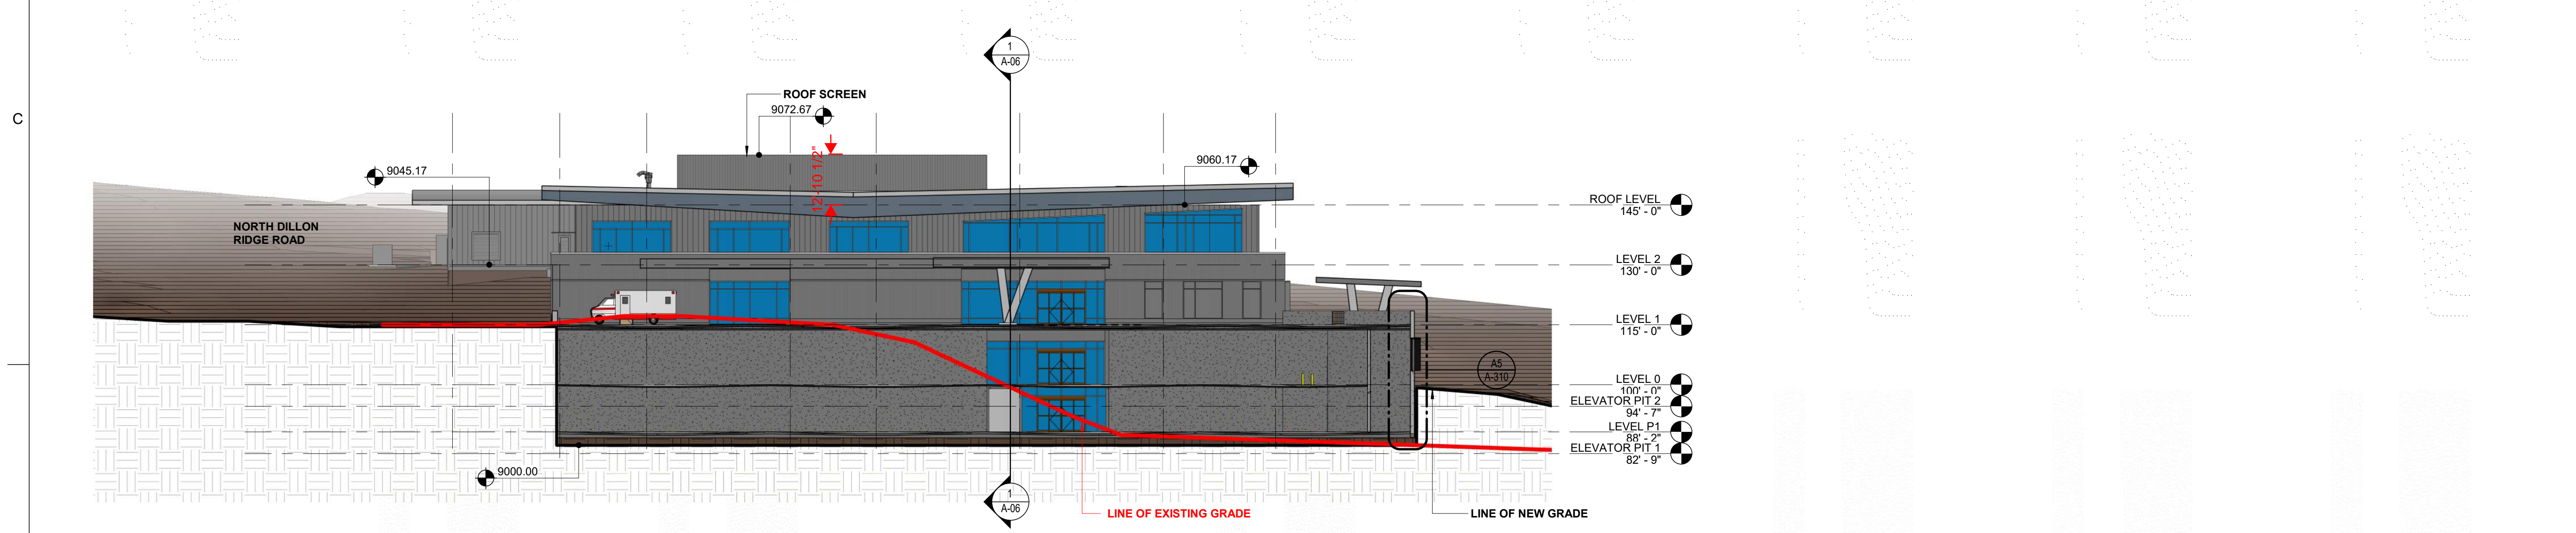 1
A-06
ROOF SCREEN
9072.67
C
12'-10 1/2"
9045.17
9060.17
ROOF LEVEL
145' - 0"
NORTH DILLON
RIDGE ROAD
LEVEL 2
130' - 0"
LEVEL 1
115' - 0"
A5
A-310
LEVEL 0
100' - 0"
ELEVATOR PIT 2
94' - 7"
LEVEL P1
88' - 2"
ELEVATOR PIT 1
82' - 9"
9000.00
1
A-06
LINE OF EXISTING GRADE
LINE OF NEW GRADE